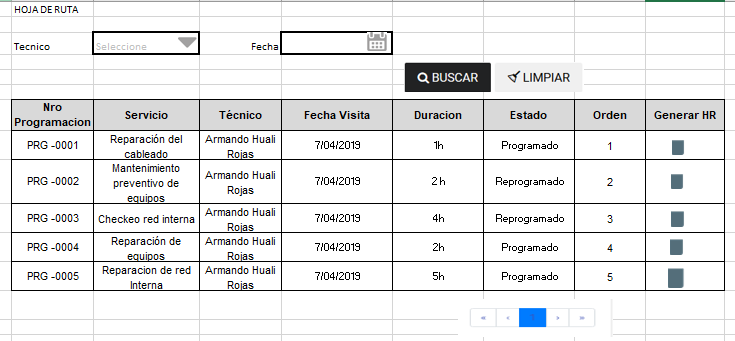 HOJA DE RUTA
Tecnico Seleccione Fecha
BUSCAR LIMPIAR
Nro Programacion Servicio Técnico Fecha Visita Duracion Estado Orden Generar HR
PRG -0001 Reparación del cableado Armando Huali Rojas 7/04/2019 1h Programado 1
PRG -0002 Mantenimiento preventivo de equipos Armando Huali Rojas 7/04/2019 2 h Reprogramado 2
PRG -0003 Checkeo red interna Armando Huali Rojas 7/04/2019 4h Reprogramado 3
PRG -0004 Reparación de equipos Armando Huali Rojas 7/04/2019 2h Programado 4
PRG -0005 Reparacion de red Interna Armando Huali Rojas 7/04/2019 5h Programado 5
« ‹ › »